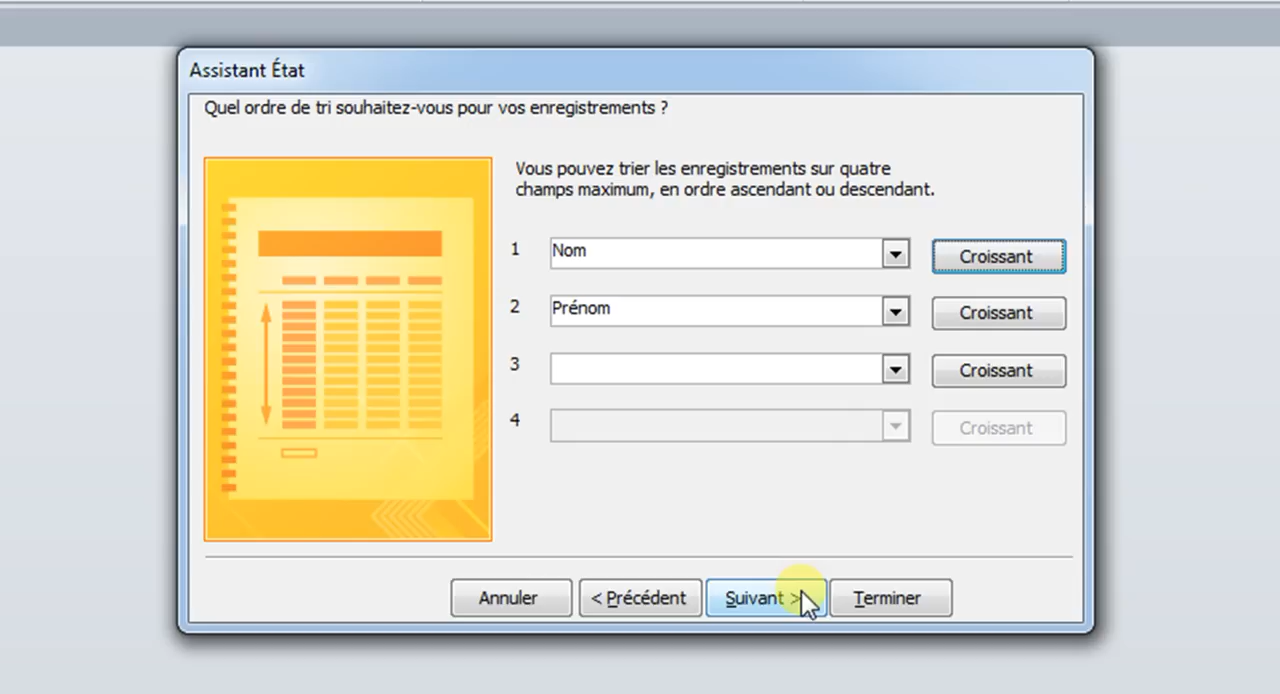 Assistant État
Quel ordre de tri souhaitez-vous pour vos enregistrements ?
Vous pouvez trier les enregistrements sur quatre
champs maximum, en ordre ascendant ou descendant.
1 Nom Croissant
2 Prénom Croissant
3 Croissant
4 Croissant
Annuler < Précédent Suivant > Terminer